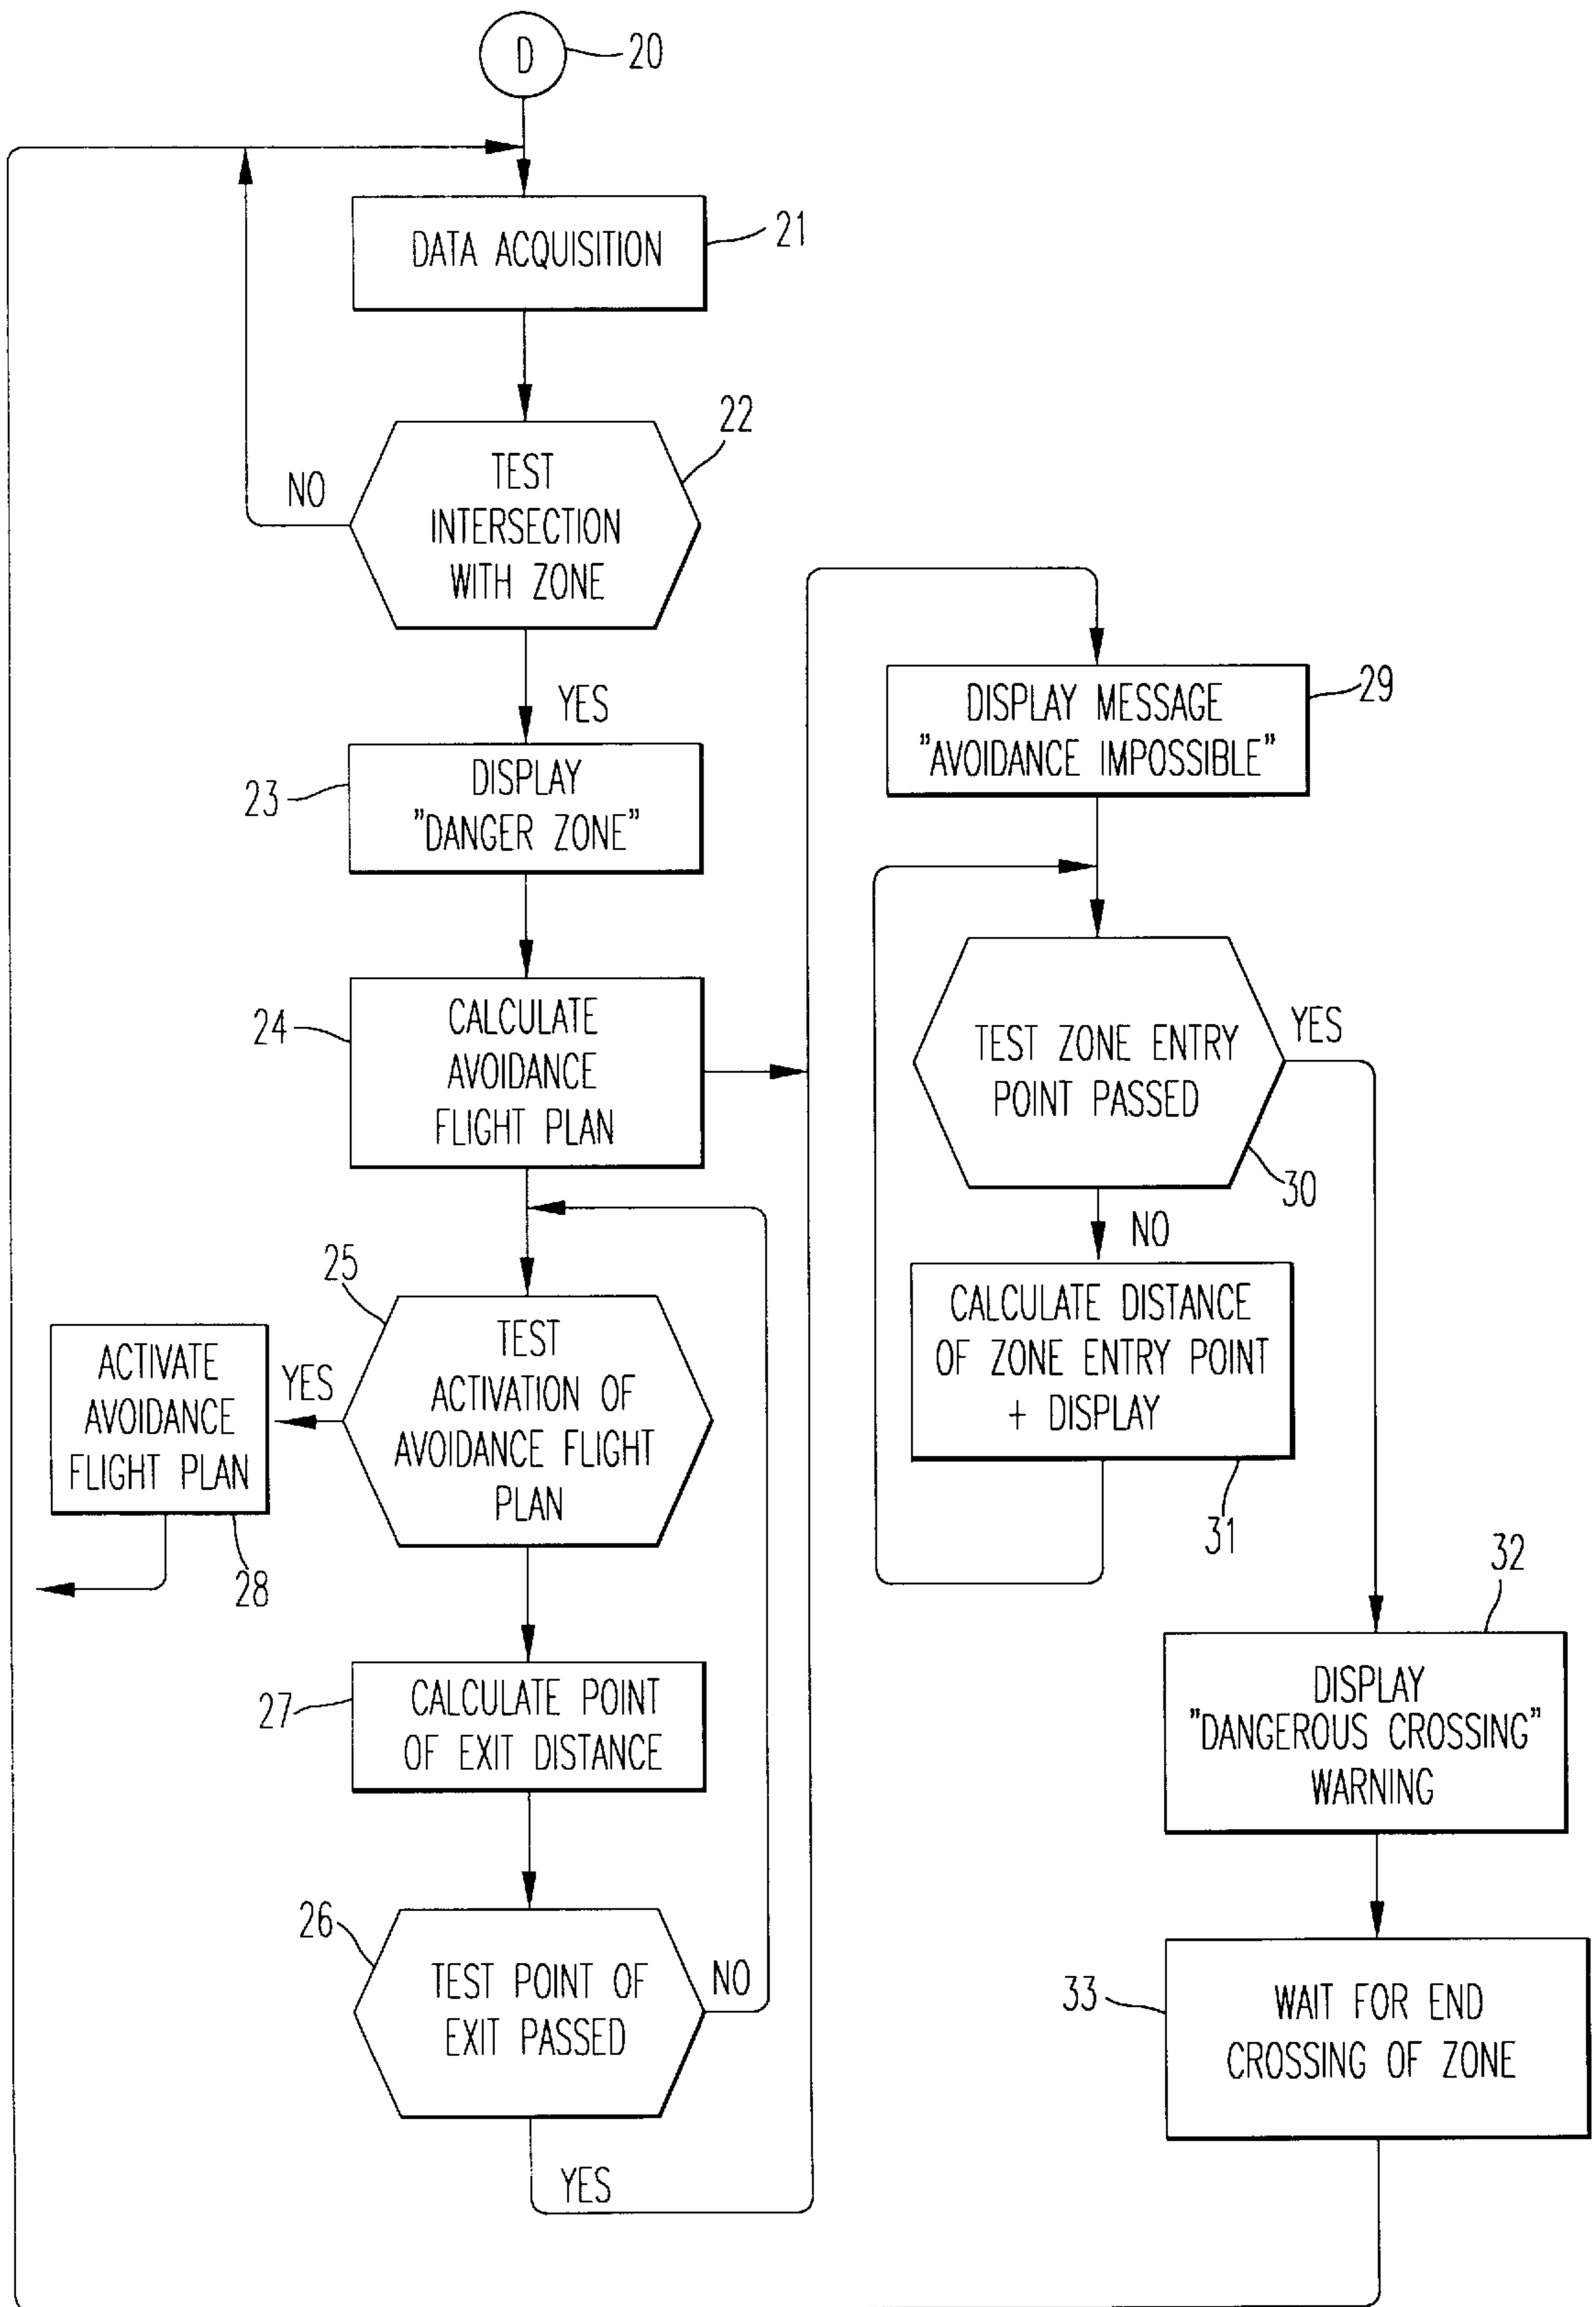 D
20
DATA ACQUISITION
21
TEST
INTERSECTION
WITH ZONE
22
NO
YES
DISPLAY
"DANGER ZONE"
23
CALCULATE
AVOIDANCE
FLIGHT PLAN
24
TEST
ACTIVATION OF
AVOIDANCE FLIGHT
PLAN
25
YES
ACTIVATE
AVOIDANCE
FLIGHT PLAN
28
CALCULATE POINT
OF EXIT DISTANCE
27
TEST POINT OF
EXIT PASSED
26
NO
YES
DISPLAY MESSAGE
"AVOIDANCE IMPOSSIBLE"
29
TEST ZONE ENTRY
POINT PASSED
30
YES
NO
CALCULATE DISTANCE
OF ZONE ENTRY POINT
+ DISPLAY
31
DISPLAY
"DANGEROUS CROSSING"
WARNING
32
WAIT FOR END
CROSSING OF ZONE
33